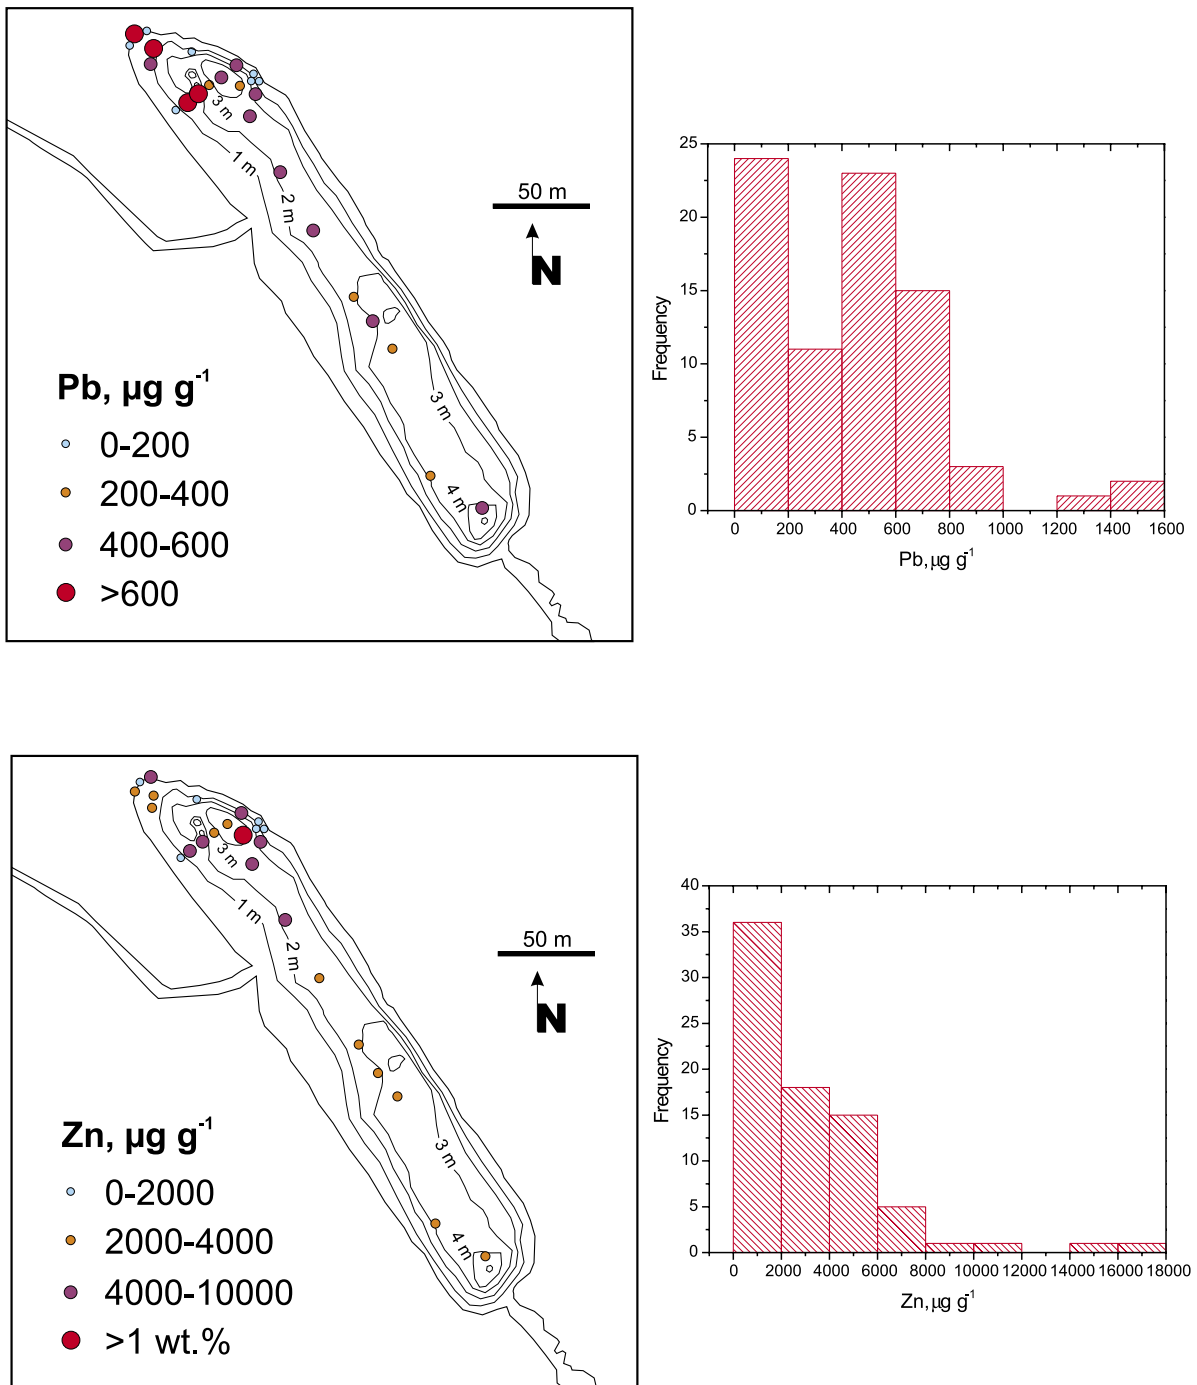 3 m
1 m
2 m
50 m
N
3 m
4 m
Pb, µg g-1
0-200
200-400
400-600
>600
25
20
15
10
5
0
Frequency
0 200 400 600 800 1000 1200 1400 1600
Pb, µg g-1
3 m
1 m
2 m
50 m
N
3 m
4 m
Zn, µg g-1
0-2000
2000-4000
4000-10000
>1 wt.%
40
35
30
25
20
15
10
5
0
Frequency
0 2000 4000 6000 8000 10000 12000 14000 16000 18000
Zn, µg g-1